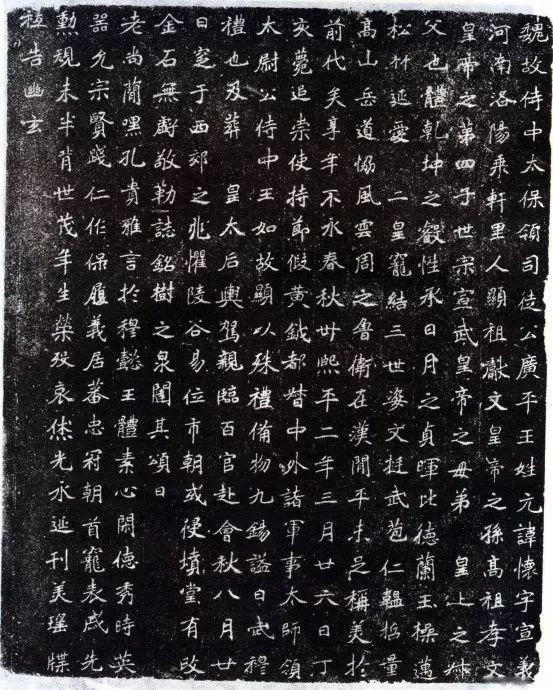 魏故侍中太保領司徒公廣平王姓元諱懷字宣義
河南洛陽乘軒里人顯祖獻文皇帝之孫高祖孝文
皇帝之第四子世宗宣武皇帝之母弟　皇上之叔
父也體乾坤之叡性承日月之貞暉比德蘭玉操邁
松竹延愛　二皇寵結三世姿文挺武苞仁韞哲量
高山岳道協風雲周之魯衛在漢間平未足稱美於
前代矣享年不永春秋卅熙平二年三月廿六日丁
亥薨追崇使持節假黃鉞都督中外諸軍事太師領
太尉公侍中王如故顯以殊禮備物九錫謚曰武穆
禮也及葬　皇太后輿駕親臨百官赴會秋八月廿
日窆于西郊之兆懼陵谷易位市朝或侵墳堂有改
金石無虧敬勒誌銘樹之泉闥其頌曰
老尚簡嘿孔貴雅言於穆懿王體素心閑德秀時英
器允宗賢踐仁作保履義居蕃忠冠朝首寵表戚先
勳規未半背世茂年生榮歿哀休光永延刊美瑤牒
祗告幽玄